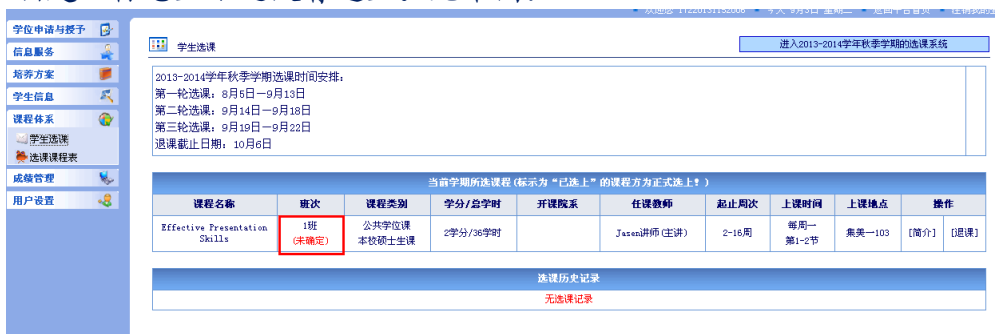 学位申请与授予
信息服务
培养方案
学生信息
课程体系
学生选课
选课课程表
成绩管理
用户设置
学生选课
进入2013-2014学年秋季学期的选课系统
2013-2014学年秋季学期选课时间安排:
第一轮选课: 8月5日—9月13日
第二轮选课: 9月14日—9月18日
第三轮选课: 9月19日—9月22日
退课截止日期: 10月6日
当前学期所选课程(标示为“已选上”的课程方为正式选上!)
课程名称 班次 课程类别 学分/总学时 开课院系 任课教师 起止周次 上课时间 上课地点 操作
Effective Presentation Skills 1班 (未确定) 公共学位课 本校硕士生课 2学分/36学时 Jasen讲师(主讲) 2-16周 每周一 第1-2节 集美一103 [简介] [退课]
选课历史记录
无选课记录